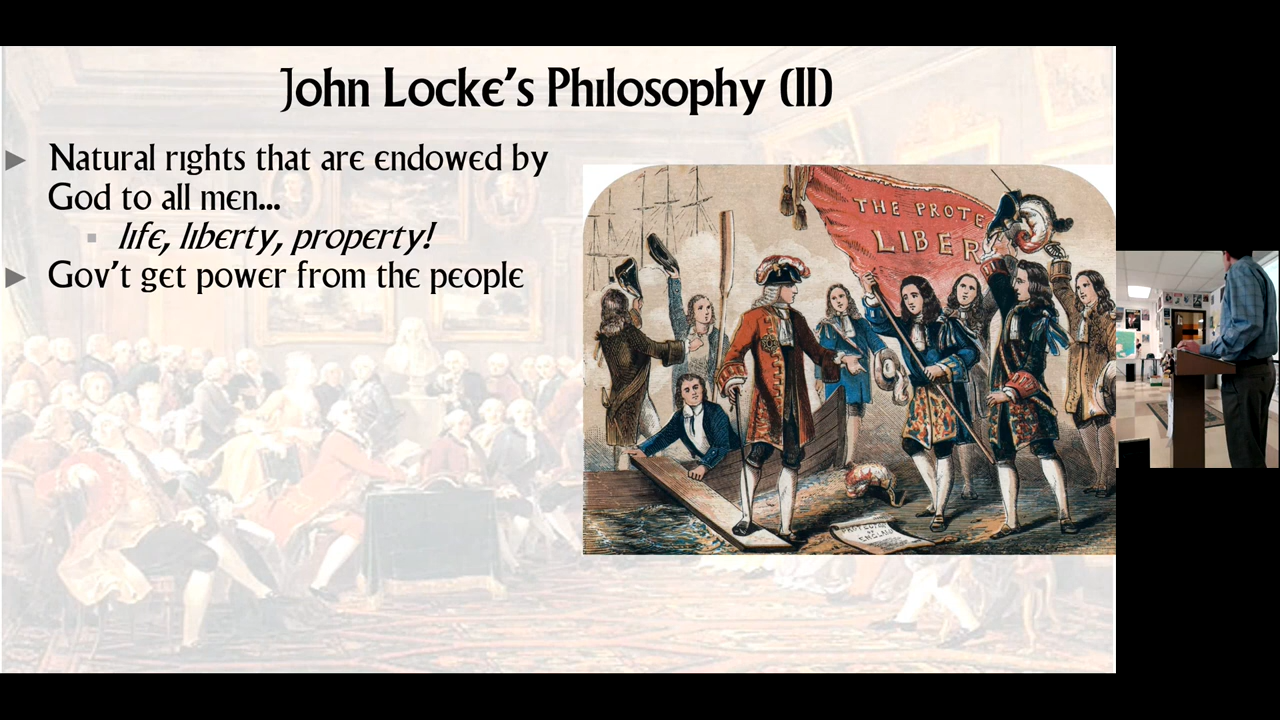 John Locke's Philosophy (II)
Natural rights that are endowed by
God to all men...
life, liberty, property!
Gov't get power from the people
THE PROTE
LIBER